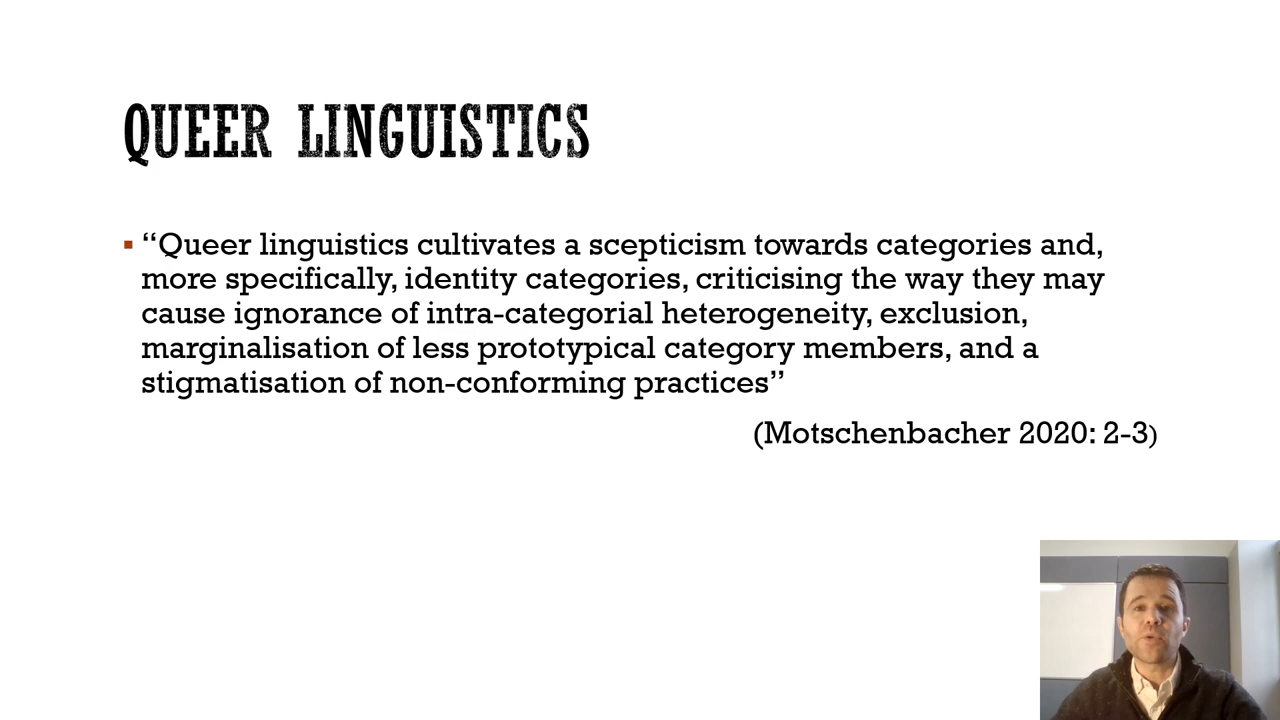 QUEER LINGUISTICS
▪ “Queer linguistics cultivates a scepticism towards categories and,
more specifically, identity categories, criticising the way they may
cause ignorance of intra-categorial heterogeneity, exclusion,
marginalisation of less prototypical category members, and a
stigmatisation of non-conforming practices”
(Motschenbacher 2020: 2-3)